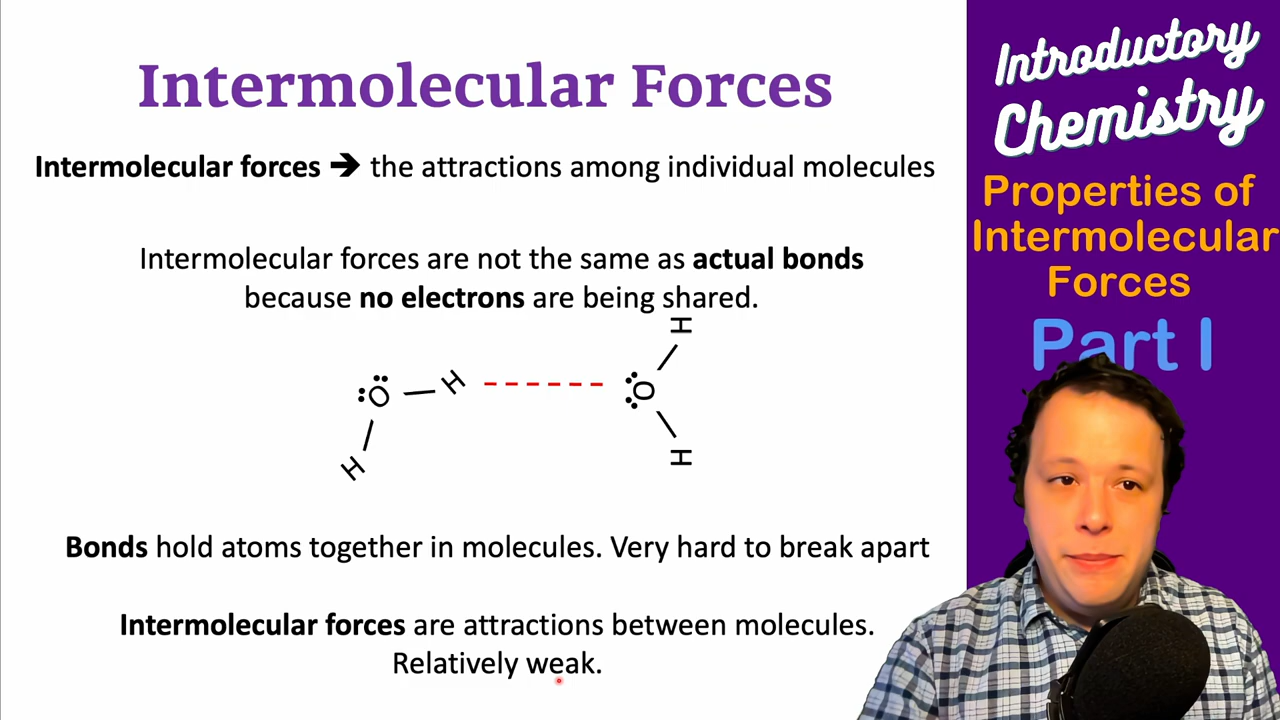 Intermolecular Forces
Intermolecular forces ➔ the attractions among individual molecules
Intermolecular forces are not the same as actual bonds
because no electrons are being shared.
H
O H O
H H
Bonds hold atoms together in molecules. Very hard to break apart
Intermolecular forces are attractions between molecules.
Relatively weak.
Introductory
Chemistry
Properties of
Intermolecular
Forces
Part I